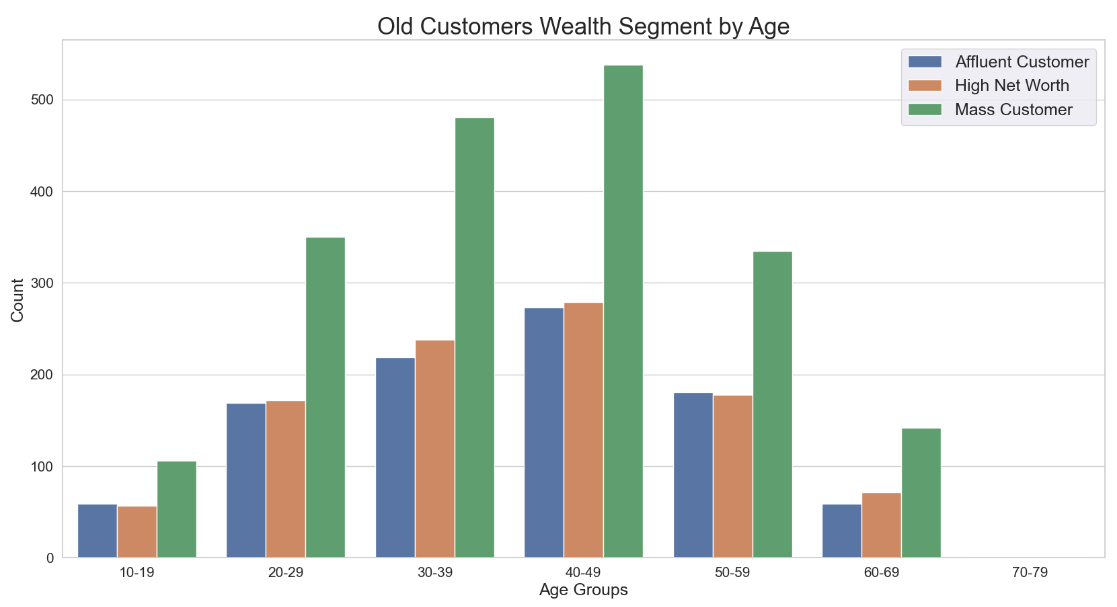 Old Customers Wealth Segment by Age
Affluent Customer
High Net Worth
Mass Customer
Count
500
400
300
200
100
0
10-19 20-29 30-39 40-49 50-59 60-69 70-79
Age Groups